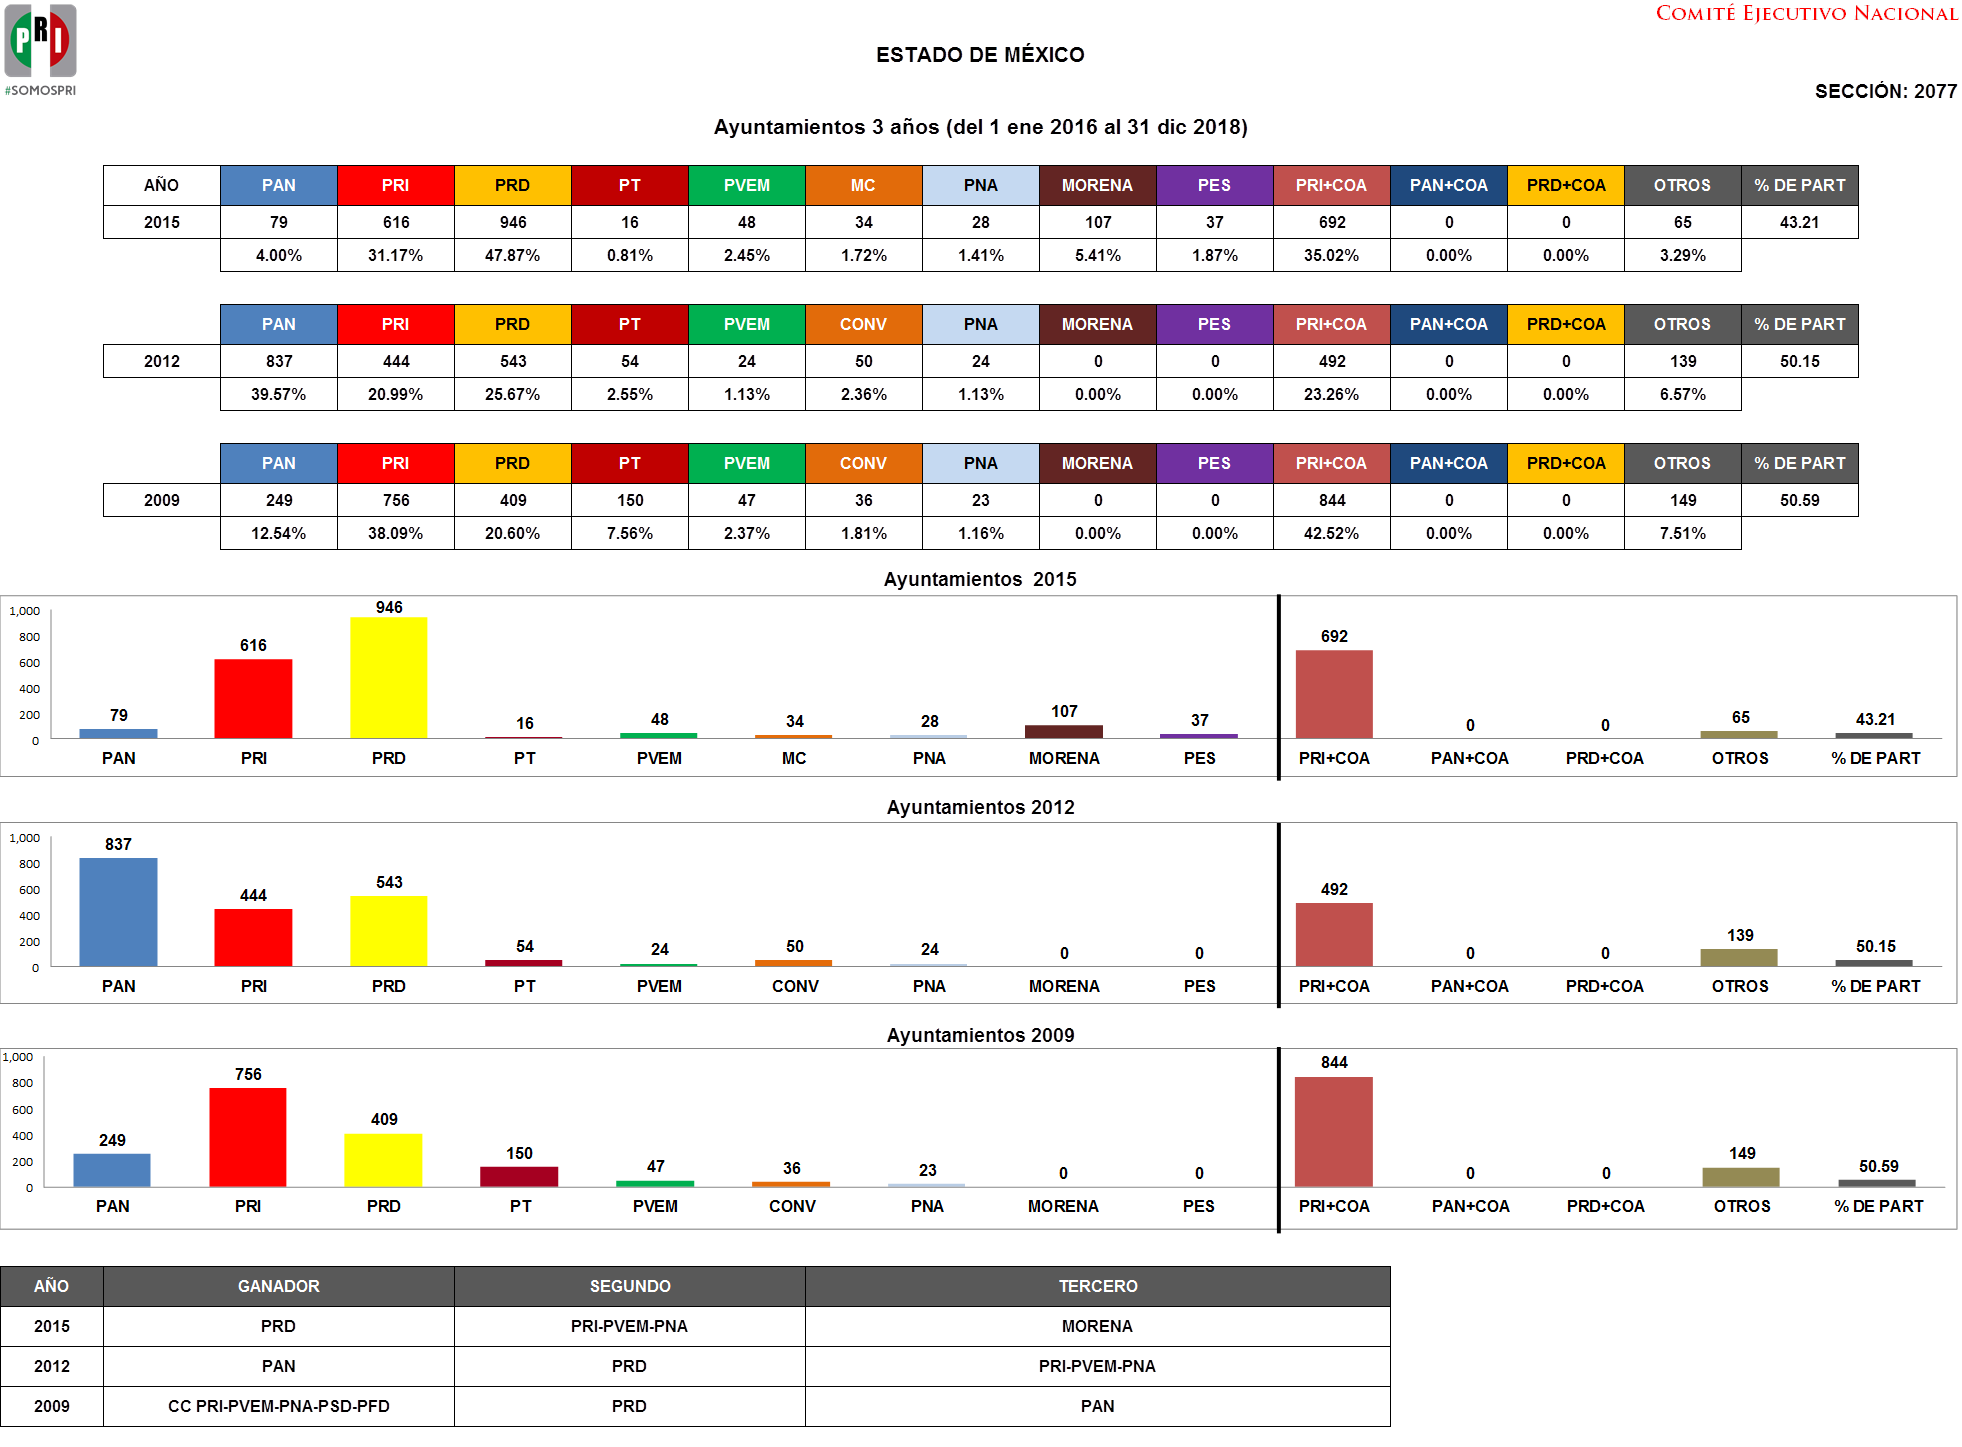 COMITÉ EJECUTIVO NACIONAL
PRI
#SOMOSPRI
ESTADO DE MÉXICO
SECCIÓN: 2077
Ayuntamientos 3 años (del 1 ene 2016 al 31 dic 2018)
AÑO PAN PRI PRD PT PVEM MC PNA MORENA PES PRI+COA PAN+COA PRD+COA OTROS % DE PART
2015 79 616 946 16 48 34 28 107 37 692 0 0 65 43.21
4.00% 31.17% 47.87% 0.81% 2.45% 1.72% 1.41% 5.41% 1.87% 35.02% 0.00% 0.00% 3.29%
PAN PRI PRD PT PVEM CONV PNA MORENA PES PRI+COA PAN+COA PRD+COA OTROS % DE PART
2012 837 444 543 54 24 50 24 0 0 492 0 0 139 50.15
39.57% 20.99% 25.67% 2.55% 1.13% 2.36% 1.13% 0.00% 0.00% 23.26% 0.00% 0.00% 6.57%
PAN PRI PRD PT PVEM CONV PNA MORENA PES PRI+COA PAN+COA PRD+COA OTROS % DE PART
2009 249 756 409 150 47 36 23 0 0 844 0 0 149 50.59
12.54% 38.09% 20.60% 7.56% 2.37% 1.81% 1.16% 0.00% 0.00% 42.52% 0.00% 0.00% 7.51%
Ayuntamientos 2015
1,000
800
600
400
200
0
79 616 946 16 48 34 28 107 37 692 0 0 65 43.21
PAN PRI PRD PT PVEM MC PNA MORENA PES PRI+COA PAN+COA PRD+COA OTROS % DE PART
Ayuntamientos 2012
1,000
800
600
400
200
0
837 444 543 54 24 50 24 0 0 492 0 0 139 50.15
PAN PRI PRD PT PVEM CONV PNA MORENA PES PRI+COA PAN+COA PRD+COA OTROS % DE PART
Ayuntamientos 2009
1,000
800
600
400
200
0
249 756 409 150 47 36 23 0 0 844 0 0 149 50.59
PAN PRI PRD PT PVEM CONV PNA MORENA PES PRI+COA PAN+COA PRD+COA OTROS % DE PART
AÑO GANADOR SEGUNDO TERCERO
2015 PRD PRI-PVEM-PNA MORENA
2012 PAN PRD PRI-PVEM-PNA
2009 CC PRI-PVEM-PNA-PSD-PFD PRD PAN